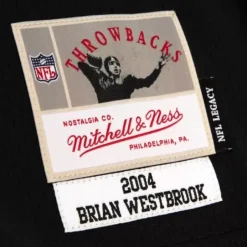 THROWBACKS
NFL
NOSTALGIA CO.
Mitchell & Ness
PHILADELPHIA, PA.
NFL LEGACY
2004
BRIAN WESTBROOK